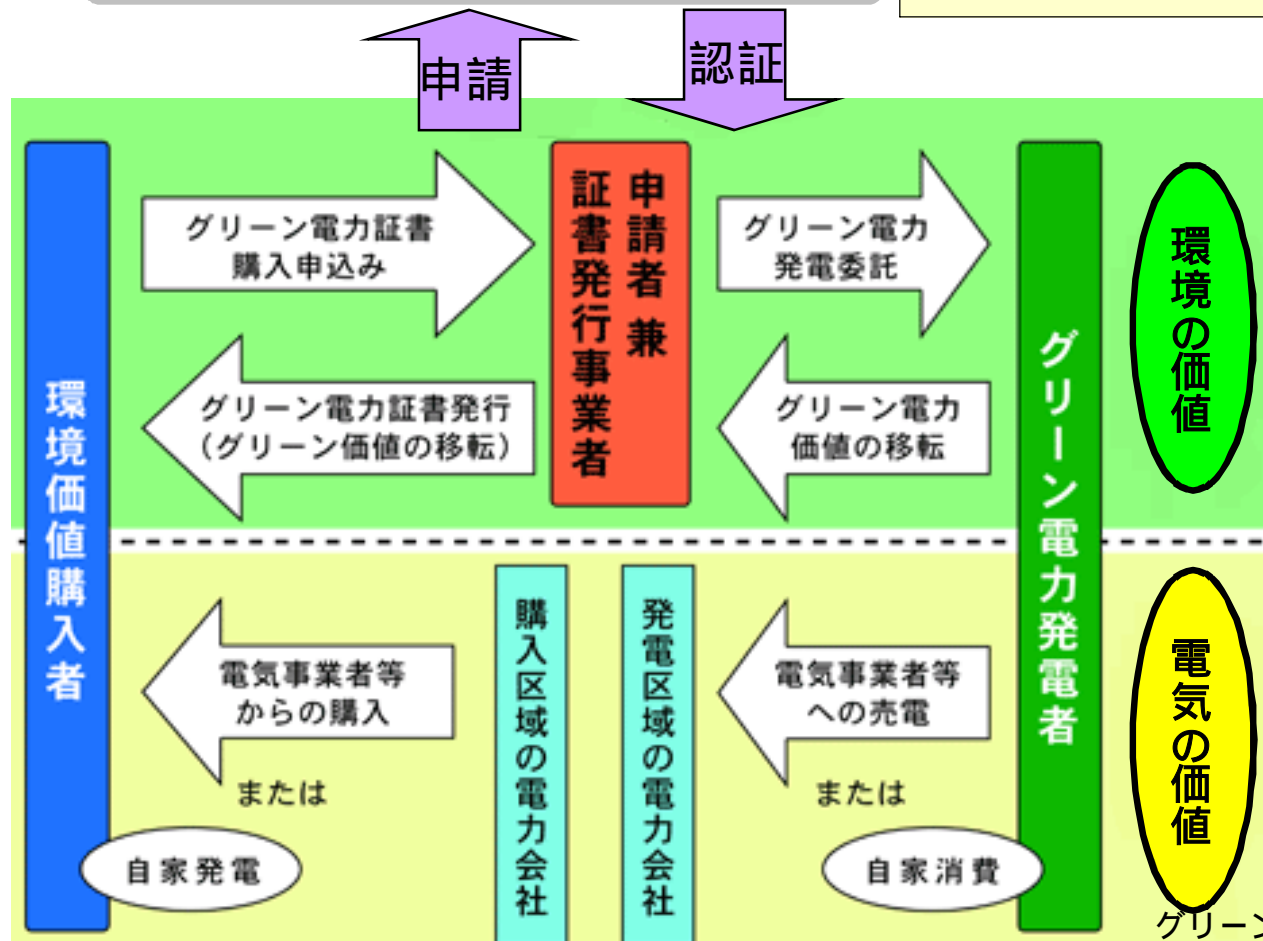 申請
認証
グリーン電力証書
購入申込み
申請者 兼
証書発行事業者
グリーン電力
発電委託
環境の価値
グリーン電力証書発行
(グリーン価値の移転)
グリーン電力
価値の移転
環境価値購入者
グリーン電力発電者
電気事業者等
からの購入
または
自家発電
購入区域の電力会社
発電区域の電力会社
電気事業者等
への売電
または
自家消費
電気の価値
グリーン